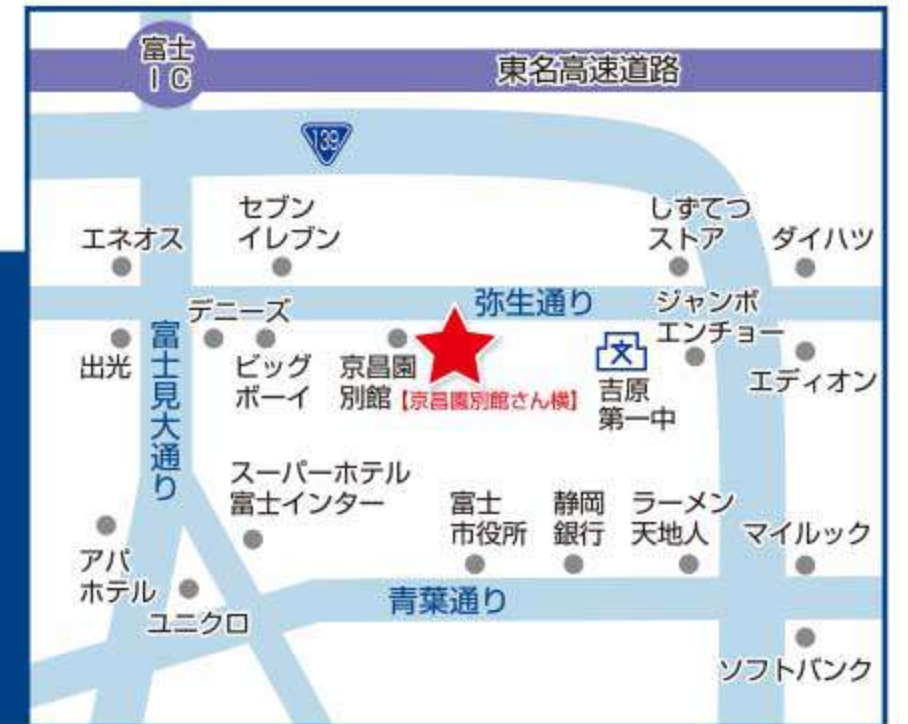 富士
IC
東名高速道路
139
セブン
イレブン
エネオス
しずてつ
ストア
ダイハツ
弥生通り
デニーズ
ジャンボ
エンチョー
出光
富士見大通り
ビッグ
ボーイ
京昌園
別館
【京昌園別館さん横】
文
吉原
第一中
エディオン
スーパーホテル
富士インター
富士
市役所
静岡
銀行
ラーメン
天地人
マイルック
アパ
ホテル
ユニクロ
青葉通り
ソフトバンク